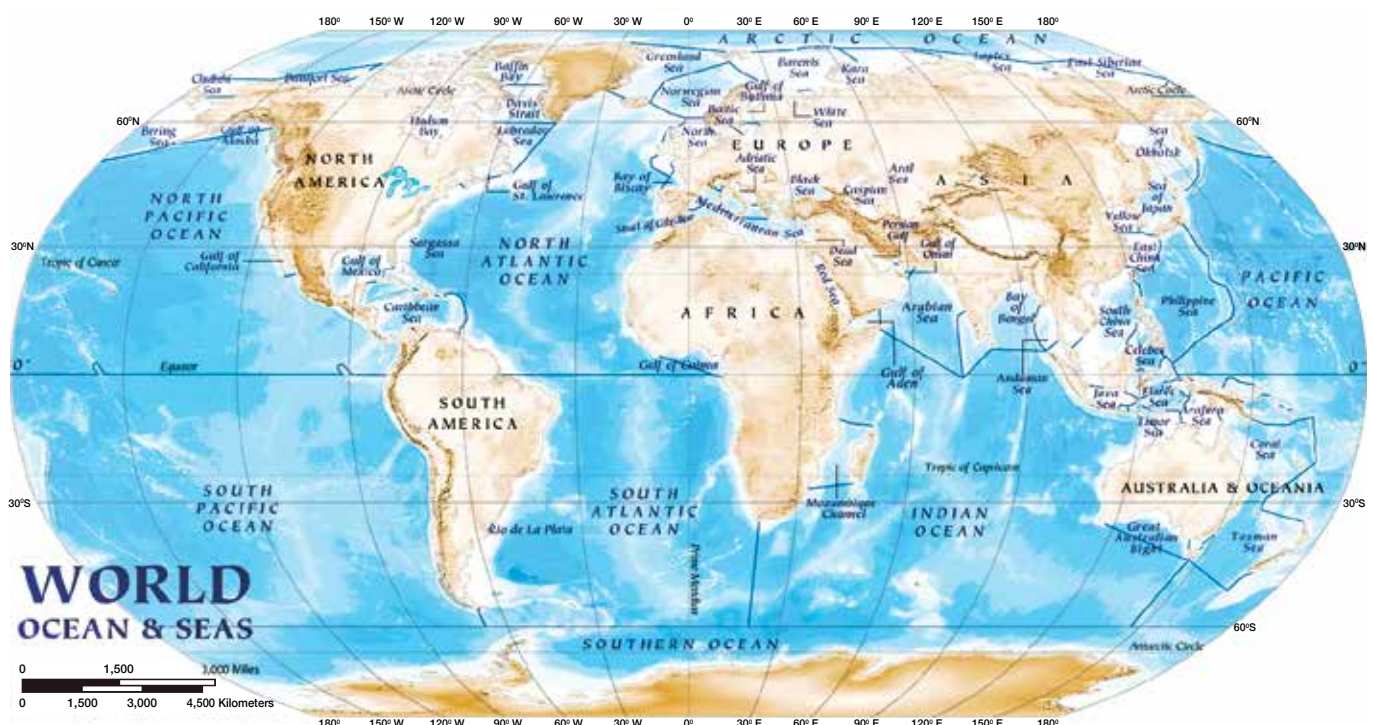 180° 150° W 120° W 90° W 60° W 30° W 0° 30° E 60° E 90° E 120° E 150° E 180°
ARCTIC OCEAN
Greenland
Sea
Barents
Sea
Kara
Sea
Laptev
Sea
East Siberian
Sea
Chukchi
Sea
Beaufort Sea
Baffin
Bay
Arctic Circle
Arctic Circle
Norwegian
Sea
Gulf of
Bothnia
Baltic
Sea
White
Sea
Davis
Strait
Hudson
Bay
Labrador
Sea
60°N
60°N
Bering
Sea
Gulf of
Alaska
North
Sea
EUROPE
Sea
of
Okhotsk
NORTH
AMERICA
Adriatic
Sea
Bay of
Biscay
Black
Sea
Caspian
Sea
Aral
Sea
ASIA
Gulf of
St. Lawrence
Sea
of
Japan
NORTH
PACIFIC
OCEAN
Mediterranean Sea
Strait of Gibraltar
Yellow
Sea
Persian
Gulf
Gulf of
Oman
30°N
30°N
Sargasso
Sea
NORTH
ATLANTIC
OCEAN
Dead
Sea
East
China
Sea
Tropic of Cancer
Gulf of
California
Gulf of
Mexico
Red Sea
PACIFIC
OCEAN
Caribbean
Sea
AFRICA
Arabian
Sea
Bay
of
Bengal
South
China
Sea
Philippine
Sea
Celebes
Sea
0°
Equator
Gulf of Guinea
Gulf of
Aden
Andaman
Sea
0°
SOUTH
AMERICA
Java
Sea
Flores
Sea
Timor
Sea
Arafura
Sea
Coral
Sea
Tropic of Capricorn
AUSTRALIA & OCEANIA
30°S
30°S
SOUTH
PACIFIC
OCEAN
SOUTH
ATLANTIC
OCEAN
Mozambique
Channel
INDIAN
OCEAN
Rio de La Plata
Great
Australian
Bight
Tasman
Sea
Prime Meridian
WORLD
OCEAN & SEAS
60°S
SOUTHERN OCEAN
Antarctic Circle
0 1,500 3,000 Miles
0 1,500 3,000 4,500 Kilometers
180° 150° W 120° W 90° W 60° W 30° W 0° 30° E 60° E 90° E 120° E 150° E 180°